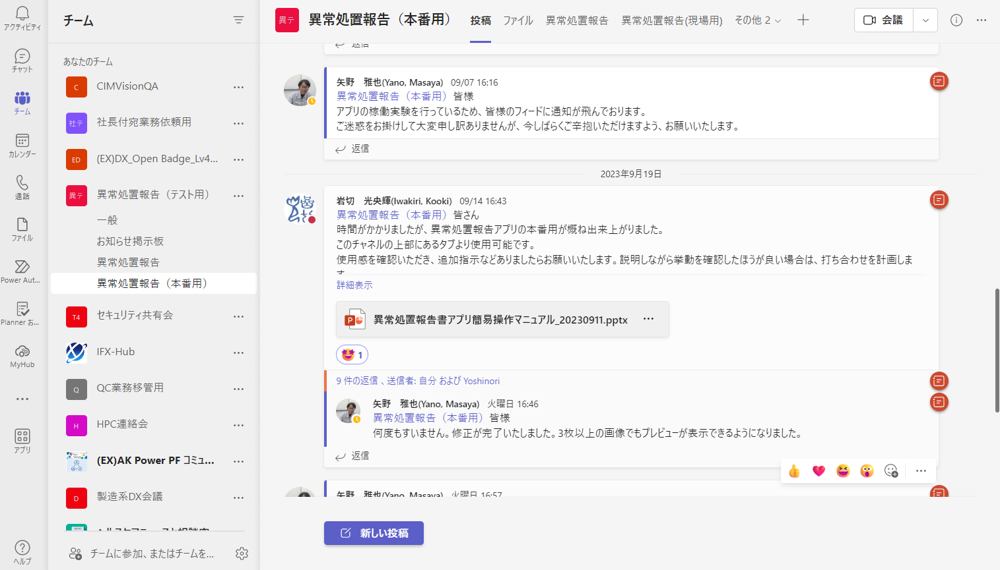 アクティビティ
チャット
チーム
カレンダー
通話
ファイル
Power Aut...
Planner お...
MyHub
アプリ
ヘルプ
チーム
あなたのチーム
C
CIMVisionQA
社テ
社長付宛業務依頼用
ED
(EX)DX_Open Badge_Lv4...
異テ
異常処置報告（テスト用）
一般
お知らせ掲示板
異常処置報告
異常処置報告（本番用）
T4
セキュリティ共有会
IFX-Hub
Q
QC業務移管用
H
HPC連絡会
(EX)AK Power PF コミュ...
D
製造系DX会議
チームに参加、またはチームを...
異テ
異常処置報告（本番用）
投稿
ファイル
異常処置報告
異常処置報告(現場用)
その他 2
会議
返信
矢野　雅也(Yano, Masaya) 09/07 16:16
異常処置報告（本番用） 皆様
アプリの稼働実験を行っているため、皆様のフィードに通知が飛んでおります。
ご迷惑をお掛けして大変申し訳ありませんが、今しばらくご辛抱いただけますよう、お願いいたします。
返信
2023年9月19日
岩切　光央輝(Iwakiri, Kooki) 09/14 16:43
異常処置報告（本番用） 皆さん
時間がかかりましたが、異常処置報告アプリの本番用が概ね出来上がりました。
このチャネルの上部にあるタブより使用可能です。
使用感を確認いただき、追加指示などありましたらお願いいたします。説明しながら挙動を確認したほうが良い場合は、打ち合わせを計画しま
す
詳細表示
異常処置報告書アプリ簡易操作マニュアル_20230911.pptx
1
9 件の返信 、送信者: 自分 および Yoshinori
矢野　雅也(Yano, Masaya) 火曜日 16:46
異常処置報告（本番用） 皆様
何度もすいません。修正が完了いたしました。3枚以上の画像でもプレビューが表示できるようになりました。
返信
矢野　雅也(Yano, Masaya) 火曜日 16:57
新しい投稿